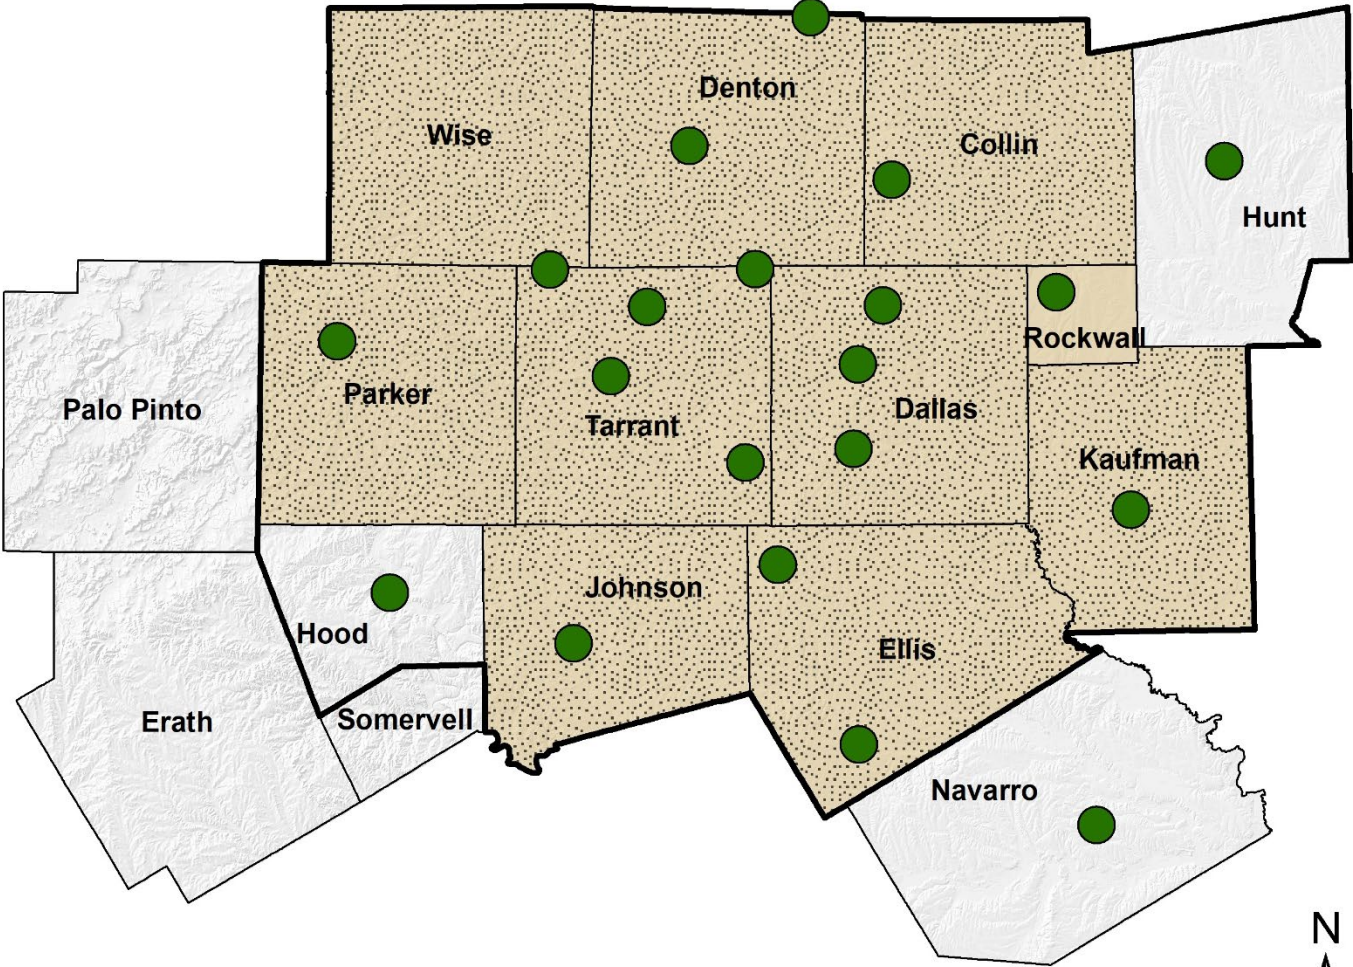 Denton
Wise
Collin
Hunt
Rockwall
Parker
Palo Pinto
Dallas
Tarrant
Kaufman
Johnson
Hood
Ellis
Somervell
Erath
Navarro
N